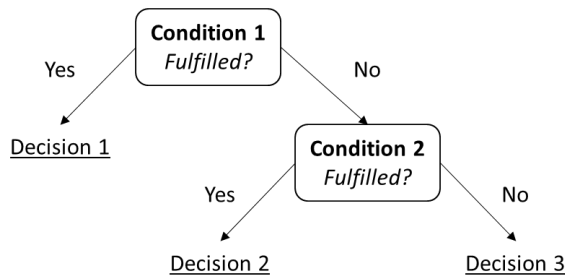 Condition 1
Fulfilled?
Yes
No
Decision 1
Condition 2
Fulfilled?
Yes
No
Decision 2
Decision 3